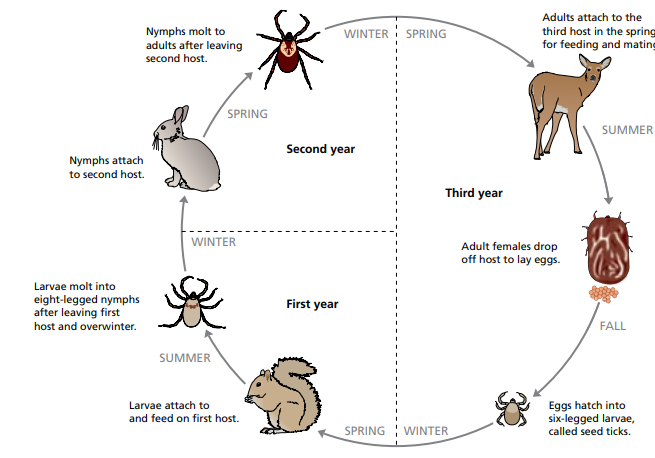 Nymphs molt to
adults after leaving
second host.
WINTER
SPRING
Adults attach to the
third host in the spring
for feeding and mating
SPRING
SUMMER
Nymphs attach
to second host.
Second year
Third year
WINTER
Adult females drop
off host to lay eggs.
Larvae molt into
eight-legged nymphs
after leaving first
host and overwinter.
First year
FALL
SUMMER
Larvae attach to
and feed on first host.
SPRING
WINTER
Eggs hatch into
six-legged larvae,
called seed ticks.